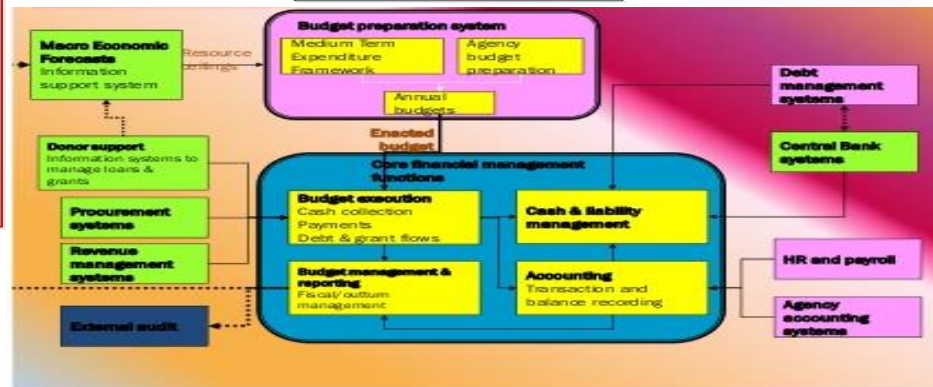 Budget preparation system
Medium Term
Expenditure
Framework
Agency
budget
preparation
Annual
budgets
Macro Economic
Forecasts
Information
support system
Resource
ceilings
Enacted
budget
Donor support
Information systems to
manage loans &
grants
Procurement
systems
Revenue
management
systems
External audit
Core financial management
functions
Budget execution
Cash collection
Payments
Debt & grant flows
Cash & liability
management
Budget management &
reporting
Fiscal/outturn
management
Accounting
Transaction and
balance recording
Debt
management
systems
Central Bank
systems
HR and payroll
Agency
accounting
systems